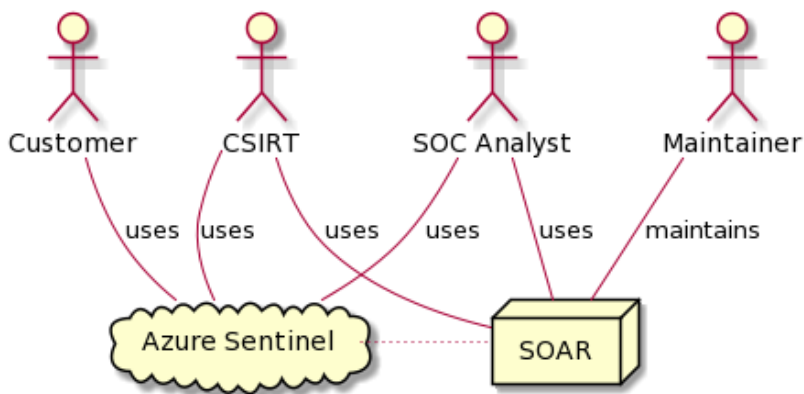 Customer
CSIRT
SOC Analyst
Maintainer
uses
uses
uses
uses
uses
maintains
Azure Sentinel
SOAR